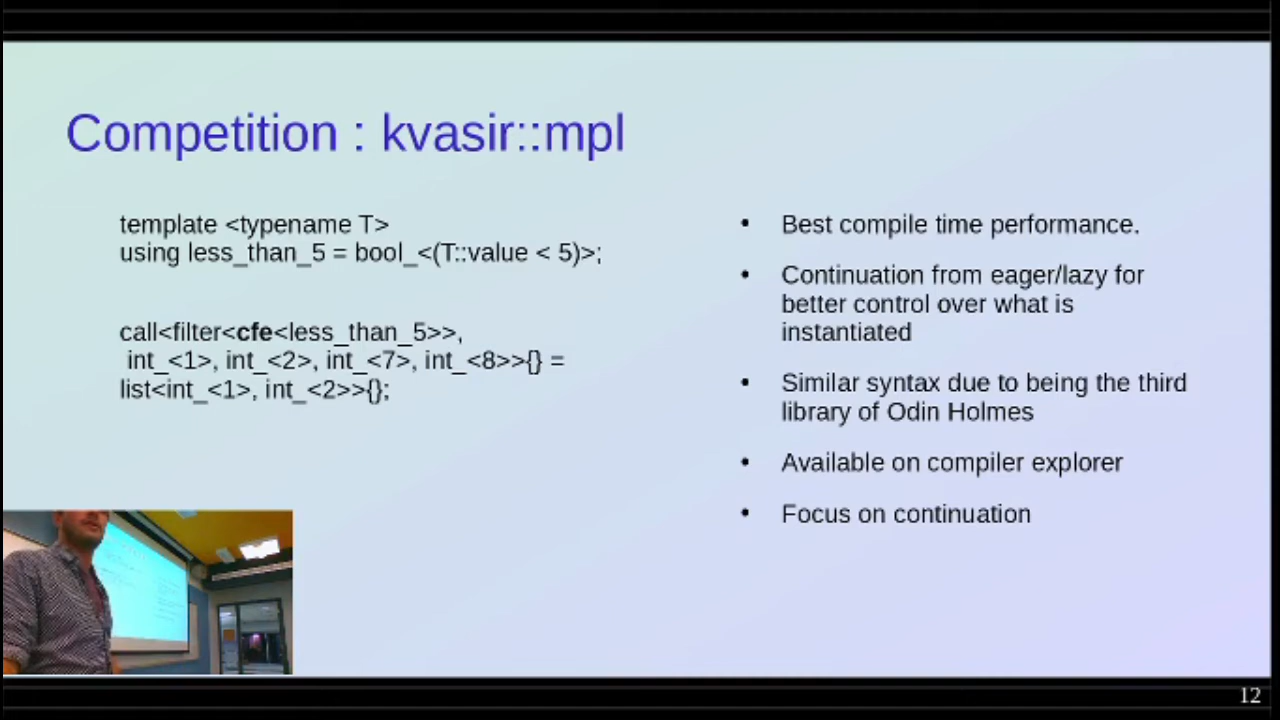 Competition : kvasir::mpl
template <typename T>
using less_than_5 = bool_<(T::value < 5)>;
call<filter<cfe<less_than_5>>,
int_<1>, int_<2>, int_<7>, int_<8>>{} =
list<int_<1>, int_<2>>{};
• Best compile time performance.
• Continuation from eager/lazy for
better control over what is
instantiated
• Similar syntax due to being the third
library of Odin Holmes
• Available on compiler explorer
• Focus on continuation
12